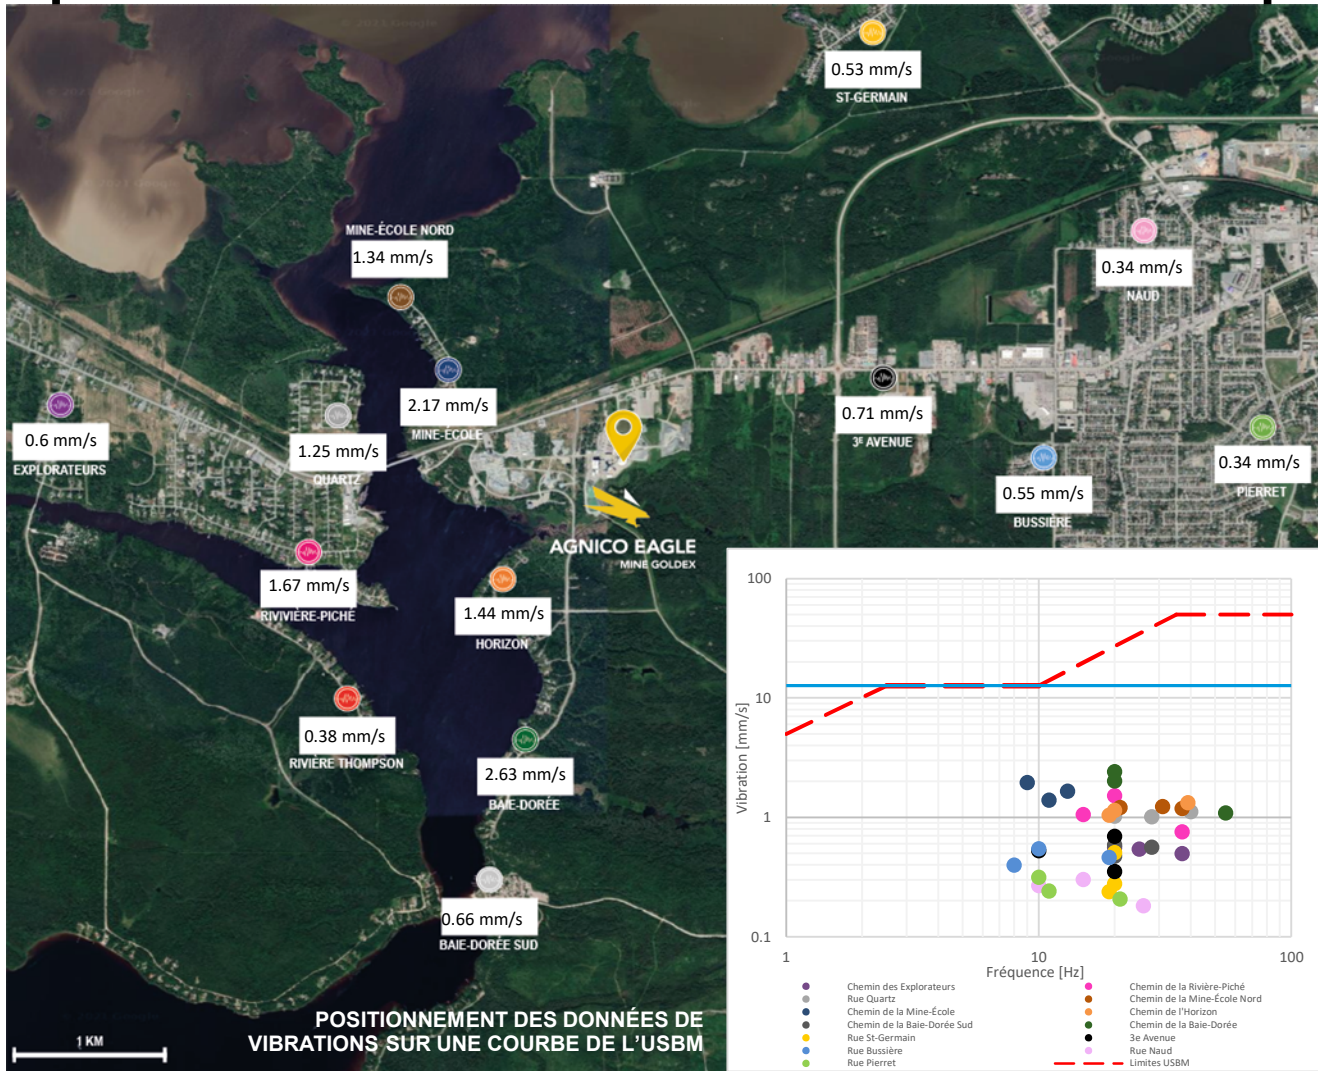 0.53 mm/s
ST-GERMAIN
MINE-ÉCOLE NORD
1.34 mm/s
0.34 mm/s
NAUD
2.17 mm/s
MINE-ÉCOLE
0.71 mm/s
3E AVENUE
0.6 mm/s
EXPLORATEURS
1.25 mm/s
QUARTZ
0.34 mm/s
PIERRET
0.55 mm/s
BUSSIÈRE
AGNICO EAGLE
MINE GOLDEX
1.67 mm/s
RIVIVIÈRE-PICHÉ
1.44 mm/s
HORIZON
0.38 mm/s
RIVIÈRE THOMPSON
2.63 mm/s
BAIE-DORÉE
0.66 mm/s
BAIE-DORÉE SUD
POSITIONNEMENT DES DONNÉES DE
VIBRATIONS SUR UNE COURBE DE L'USBM
1 KM
100
10
1
0.1
Vibration [mm/s]
1
10
100
Fréquence [Hz]
Chemin des Explorateurs
Chemin de la Rivière-Piché
Rue Quartz
Chemin de la Mine-École Nord
Chemin de la Mine-École
Chemin de l'Horizon
Chemin de la Baie-Dorée Sud
Chemin de la Baie-Dorée
Rue St-Germain
3e Avenue
Rue Bussière
Rue Naud
Rue Pierret
Limites USBM